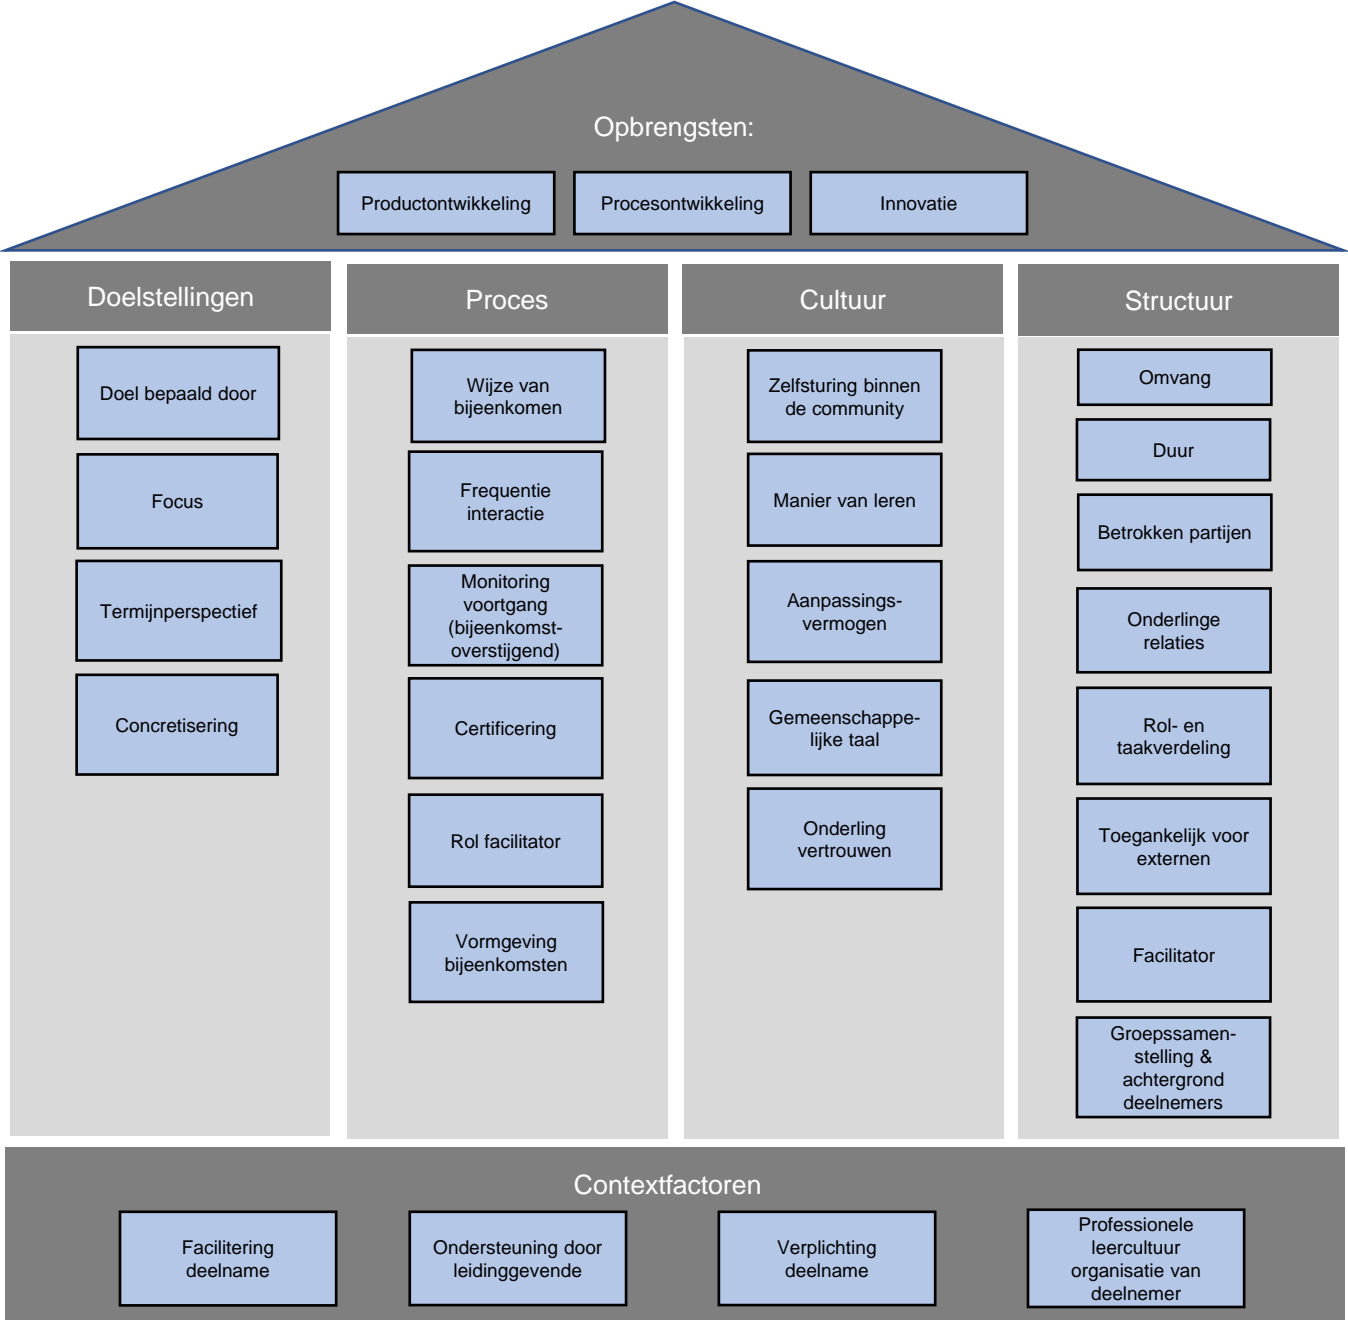 Opbrengsten:
Productontwikkeling
Procesontwikkeling
Innovatie
Doelstellingen
Doel bepaald door
Focus
Termijnperspectief
Concretisering
Proces
Wijze van
bijeenkomen
Frequentie
interactie
Monitoring
voortgang
(bijeenkomst-
overstijgend)
Certificering
Rol facilitator
Vormgeving
bijeenkomsten
Cultuur
Zelfsturing binnen
de community
Manier van leren
Aanpassings-
vermogen
Gemeenschappe-
lijke taal
Onderling
vertrouwen
Structuur
Omvang
Duur
Betrokken partijen
Onderlinge
relaties
Rol- en
taakverdeling
Toegankelijk voor
externen
Facilitator
Groepssamen-
stelling &
achtergrond
deelnemers
Contextfactoren
Facilitering
deelname
Ondersteuning door
leidinggevende
Verplichting
deelname
Professionele
leercultuur
organisatie van
deelnemer